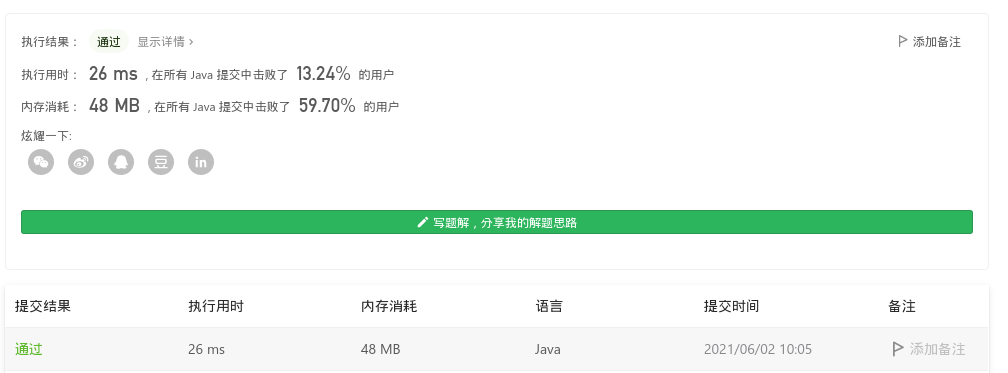 执行结果： 通过 显示详情 › 添加备注
执行用时： 26 ms , 在所有 Java 提交中击败了 13.24% 的用户
内存消耗： 48 MB , 在所有 Java 提交中击败了 59.70% 的用户
炫耀一下:
豆 in
写题解，分享我的解题思路
提交结果 执行用时 内存消耗 语言 提交时间 备注
通过 26 ms 48 MB Java 2021/06/02 10:05 添加备注